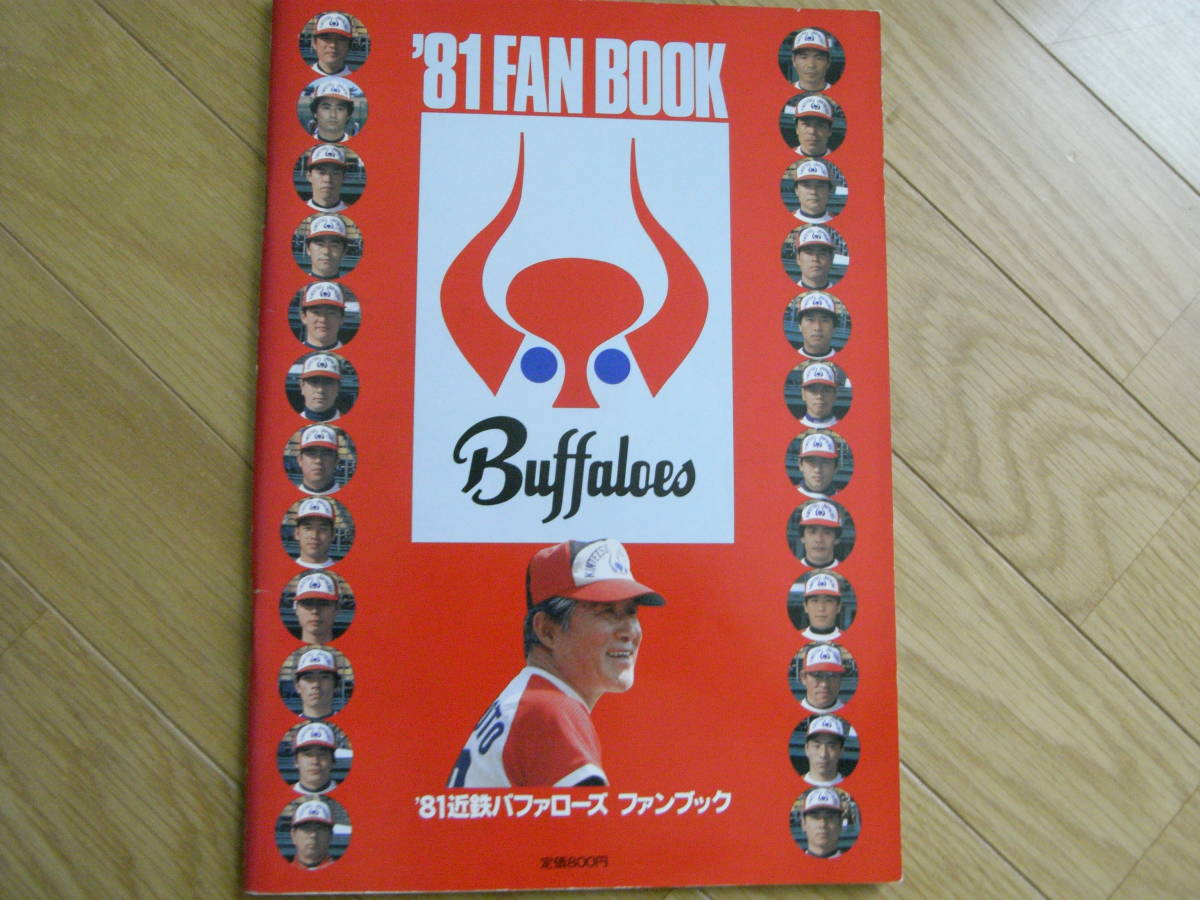 '81 FAN BOOK
Buffaloes
KINTETSU
'81近鉄バファローズ ファンブック
定価800円